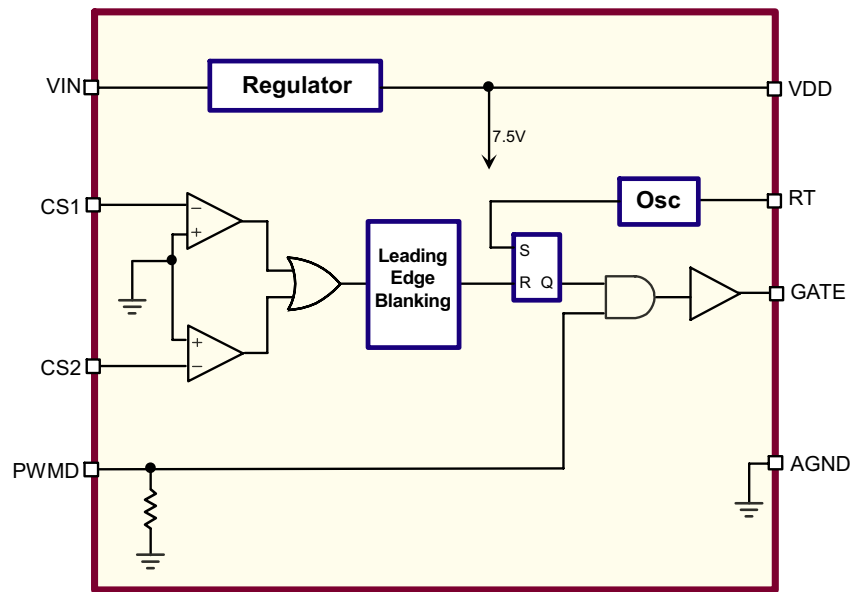 VIN
Regulator
VDD
7.5V
CS1
−
+
Osc
RT
Leading
Edge
Blanking
S
R Q
GATE
+
−
CS2
PWMD
AGND